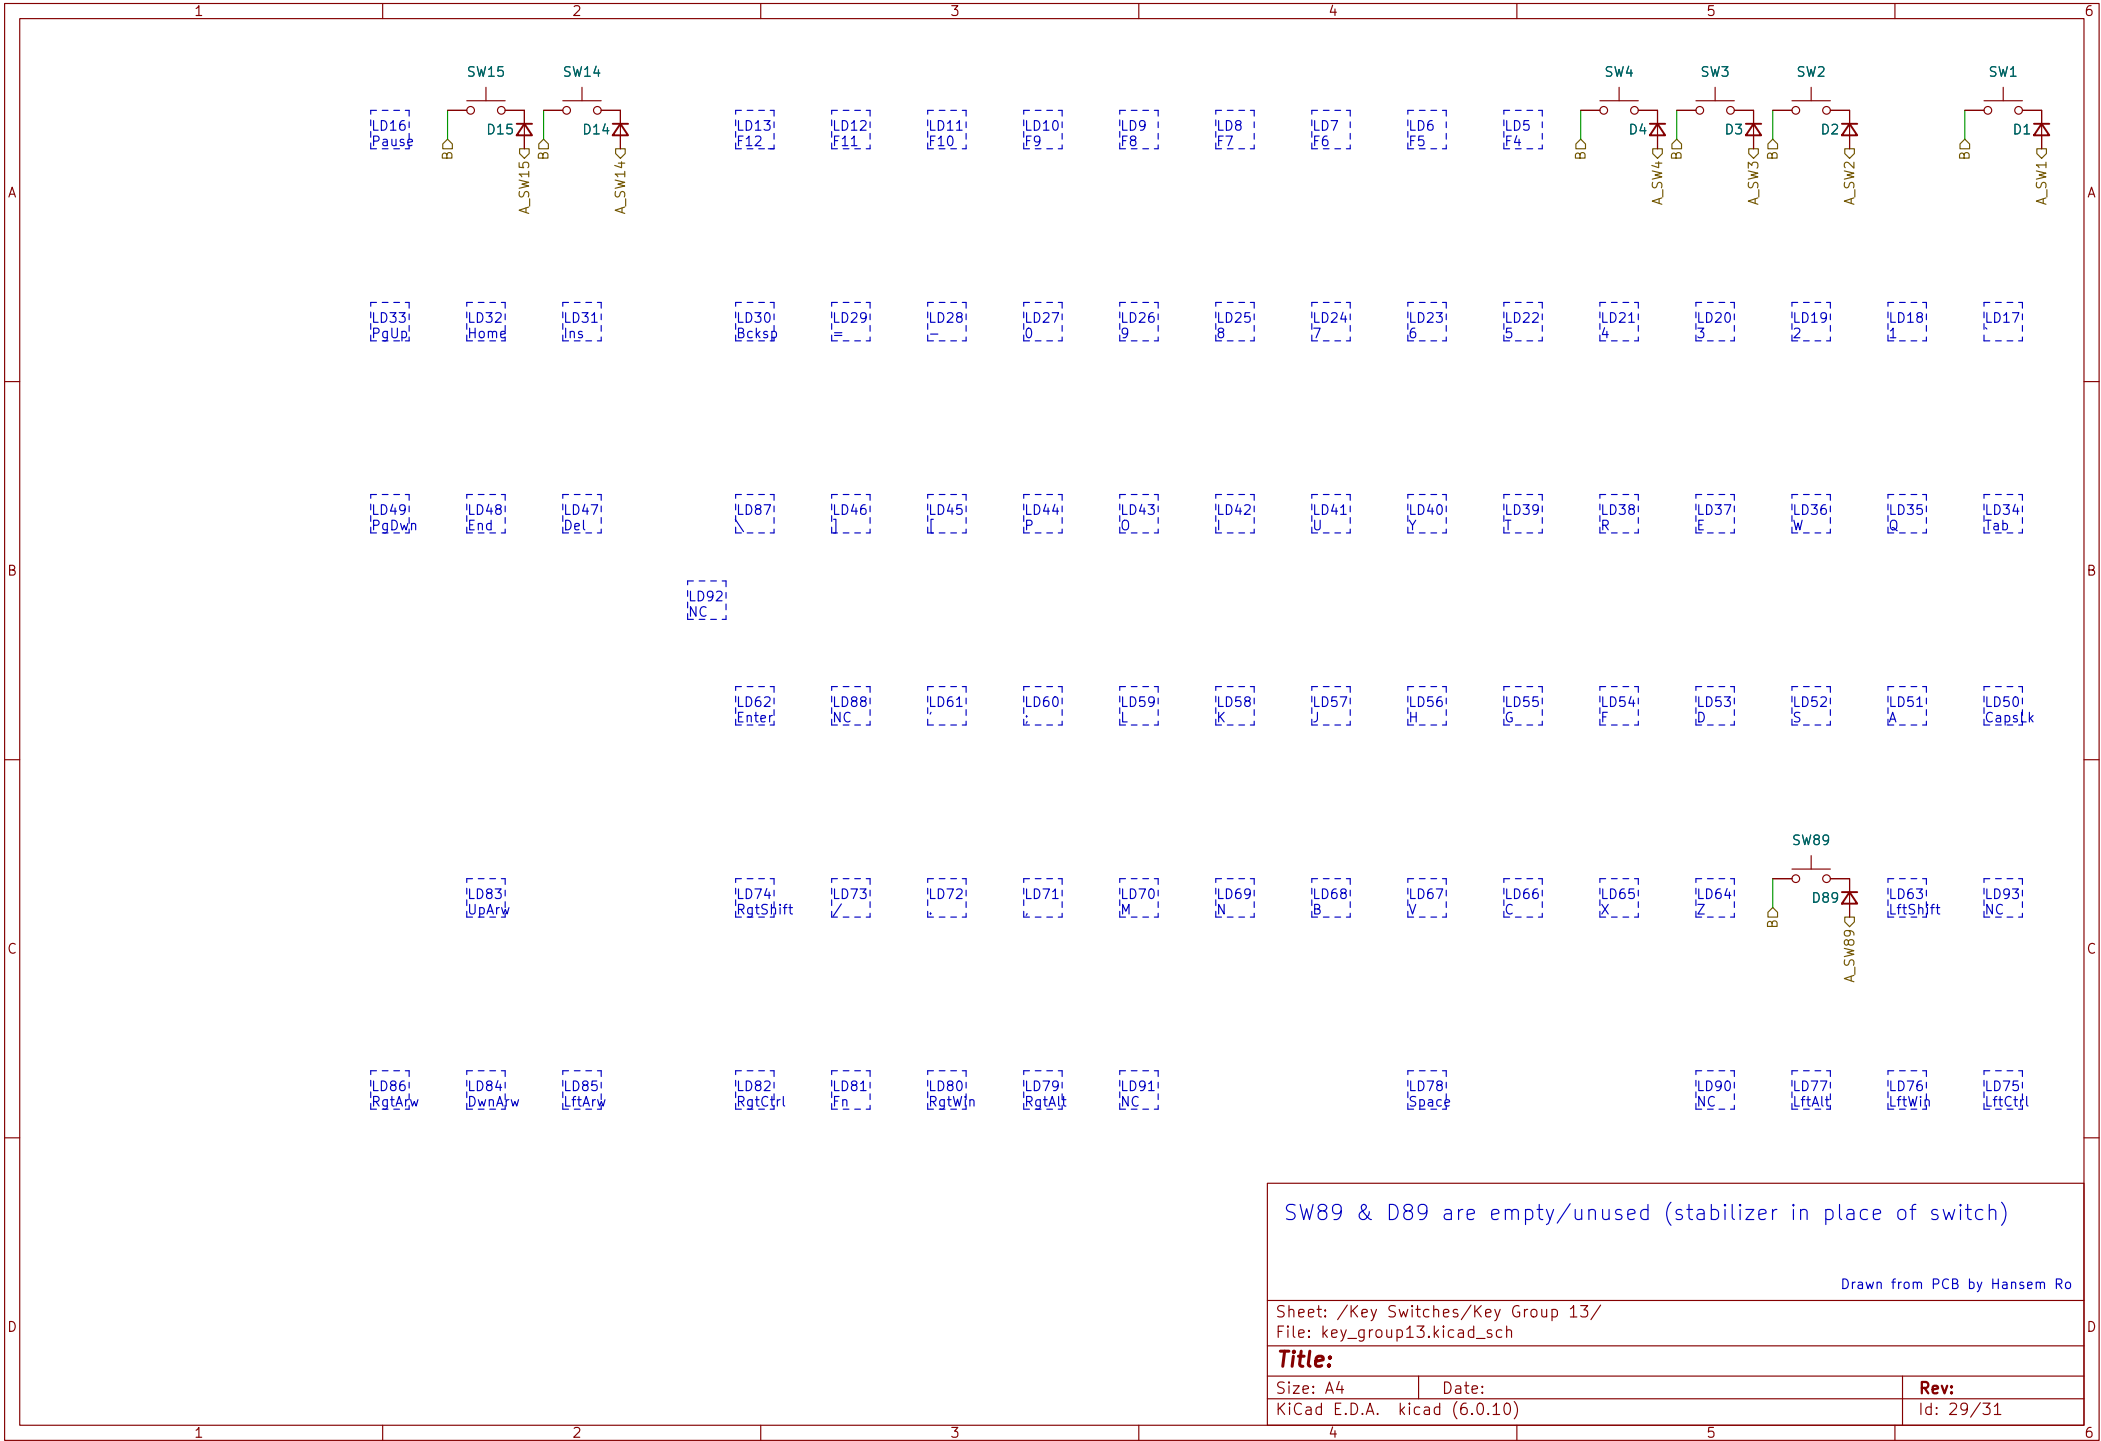 1 2 3 4 5 6
SW15 SW14 SW4 SW3 SW2 SW1
LD16 D15 D14 LD13 LD12 LD11 LD10 LD9 LD8 LD7 LD6 LD5 D4 D3 D2 D1
Pause F12 F11 F10 F9 F8 F7 F6 F5 F4
B B B B B B
A_SW15 A_SW14 A_SW4 A_SW3 A_SW2 A_SW1
A A
LD33 LD32 LD31 LD30 LD29 LD28 LD27 LD26 LD25 LD24 LD23 LD22 LD21 LD20 LD19 LD18 LD17
PgUp Home Ins Bcksp = - 0 9 8 7 6 5 4 3 2 1 `
LD49 LD48 LD47 LD87 LD46 LD45 LD44 LD43 LD42 LD41 LD40 LD39 LD38 LD37 LD36 LD35 LD34
PgDwn End Del \ ] [ P O I U Y T R E W Q Tab
B B
LD92
NC
LD62 LD88 LD61 LD60 LD59 LD58 LD57 LD56 LD55 LD54 LD53 LD52 LD51 LD50
Enter NC ' ; L K J H G F D S A CapsLk
SW89
LD83 LD74 LD73 LD72 LD71 LD70 LD69 LD68 LD67 LD66 LD65 LD64 D89 LD63 LD93
UpArw RgtShift / . , M N B V C X Z LftShift NC
B
A_SW89
C C
LD86 LD84 LD85 LD82 LD81 LD80 LD79 LD91 LD78 LD90 LD77 LD76 LD75
RgtArw DwnArw LftArw RgtCtrl Fn RgtWin RgtAlt NC Space NC LftAlt LftWin LftCtrl
SW89 & D89 are empty/unused (stabilizer in place of switch)
Drawn from PCB by Hansem Ro
Sheet: /Key Switches/Key Group 13/
File: key_group13.kicad_sch
D D
Title:
Size: A4 Date: Rev:
KiCad E.D.A. kicad (6.0.10) Id: 29/31
1 2 3 4 5 6